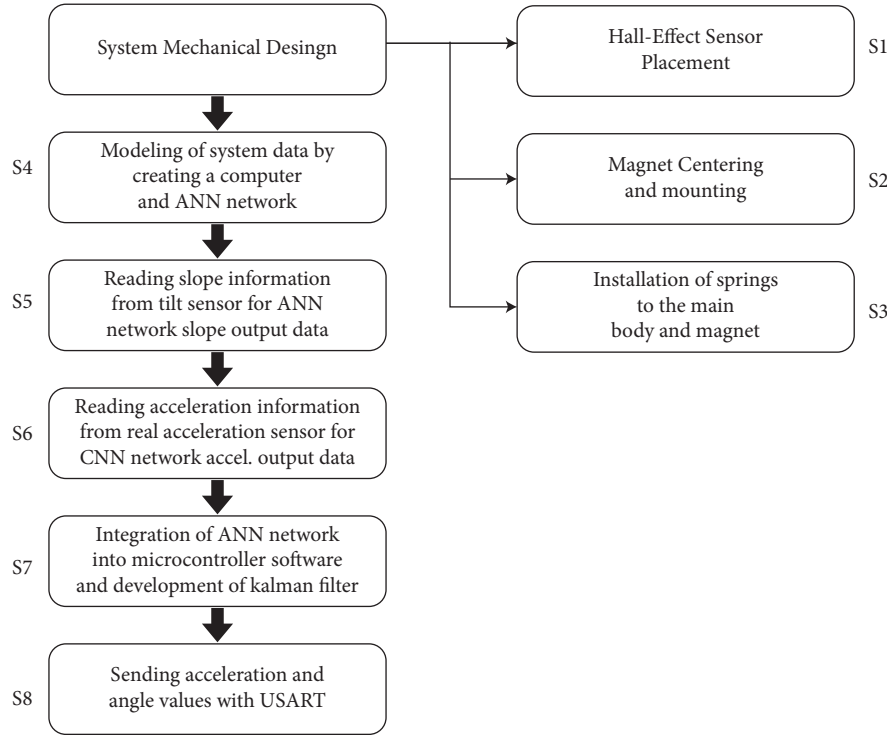 System Mechanical Desingn
Hall-Effect Sensor
Placement
S1
S4
Modeling of system data by
creating a computer
and ANN network
Magnet Centering
and mounting
S2
S5
Reading slope information
from tilt sensor for ANN
network slope output data
Installation of springs
to the main
body and magnet
S3
S6
Reading acceleration information
from real acceleration sensor for
CNN network accel. output data
S7
Integration of ANN network
into microcontroller software
and development of kalman filter
S8
Sending acceleration and
angle values with USART